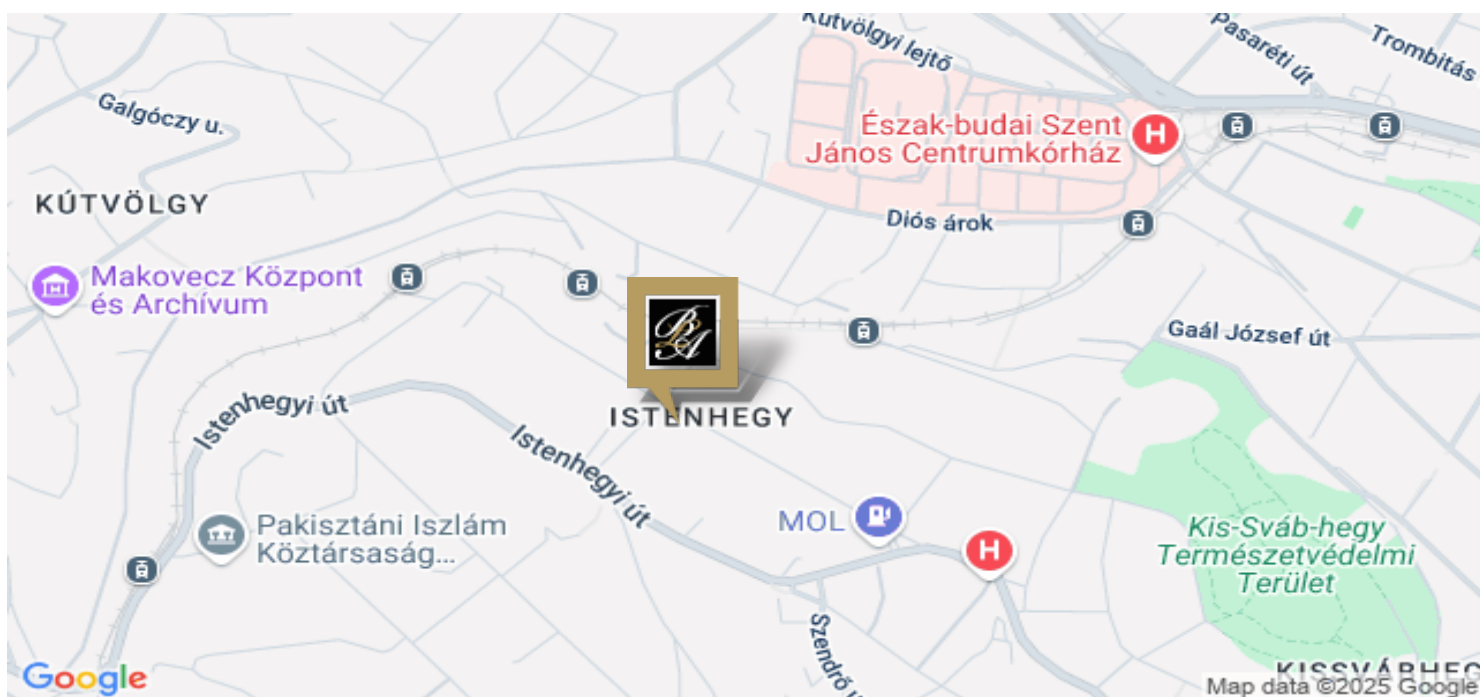 Kútvölgyi lejtő
Pasaréti út
Trombitás
Galgóczy u.
Észak-budai Szent
János Centrumkórház
H
KÚTVÖLGY
Diós árok
Makovecz Központ
és Archívum
BLA
Gaál József út
Istenhegyi út
ISTENHEGY
Istenhegyi út
Pakisztáni Iszlám
Köztársaság...
MOL
H
Kis-Sváb-hegy
Természetvédelmi
Terület
Szendrő u
KISSVÁBHEG
Google
Map data ©2025 Google